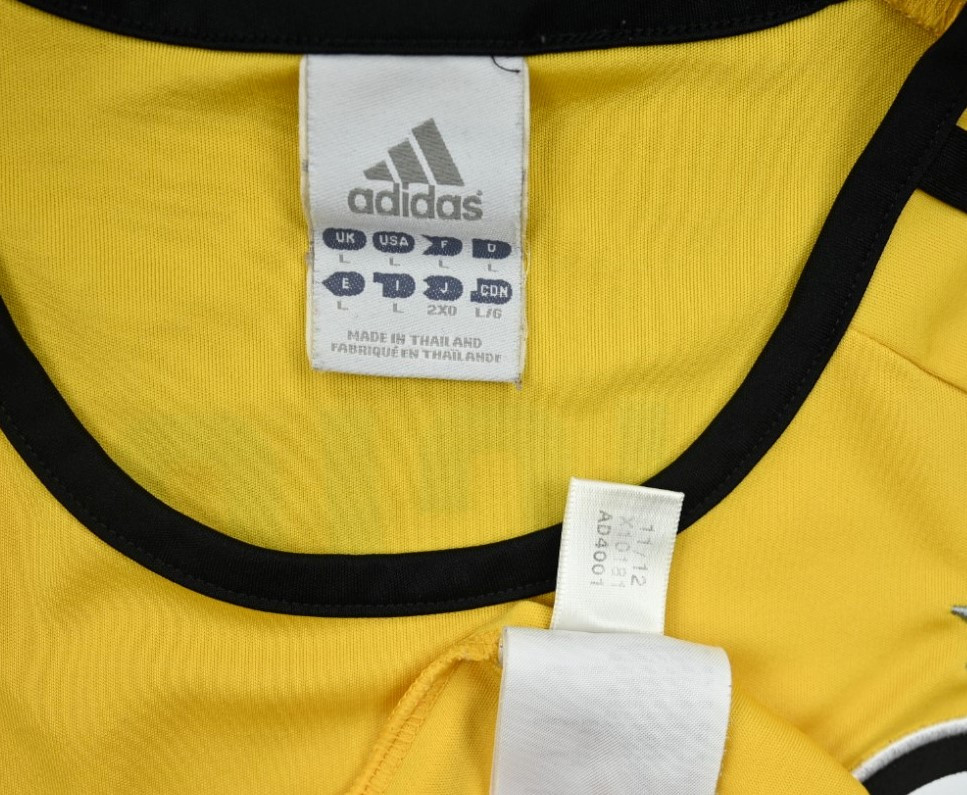 adidas
UK USA F D
L L L L
E I J CDN
L L 2XO L/G
MADE IN THAILAND
FABRIQUÉ EN THAÏLANDE
11/12
X10181
AD4001